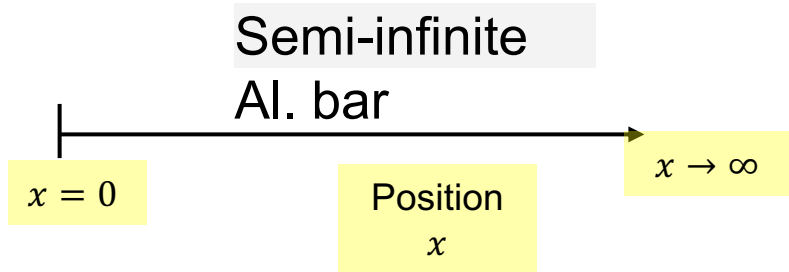 Semi-infinite
Al. bar
x = 0
x → ∞
Position
x